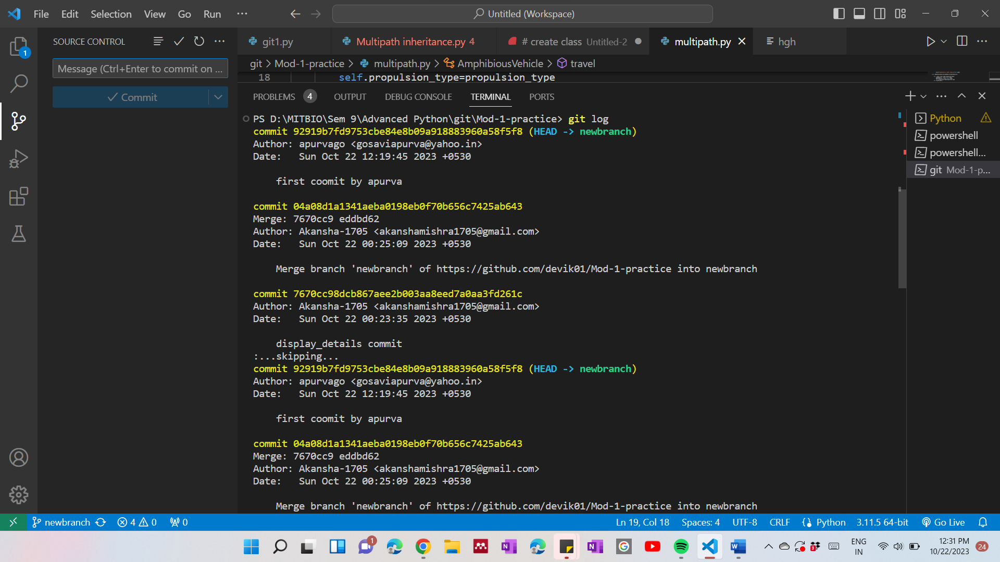 File Edit Selection View Go Run ···
Untitled (Workspace)
SOURCE CONTROL
Message (Ctrl+Enter to commit on ...
Commit
1
git1.py
Multipath inheritance.py 4
# create class Untitled-2
multipath.py
hgh
git > Mod-1-practice > multipath.py > AmphibiousVehicle > travel
18 self.propulsion_type=propulsion_type
PROBLEMS 4 OUTPUT DEBUG CONSOLE TERMINAL PORTS
PS D:\MITBIO\Sem 9\Advanced Python\git\Mod-1-practice> git log
commit 92919b7fd9753cbe84e8b09a918883960a58f5f8 (HEAD -> newbranch)
Author: apurvago <gosaviapurva@yahoo.in>
Date:   Sun Oct 22 12:19:45 2023 +0530
first coomit by apurva
commit 04a08d1a1341aeba0198eb0f70b656c7425ab643
Merge: 7670cc9 eddbd62
Author: Akansha-1705 <akanshamishra1705@gmail.com>
Date:   Sun Oct 22 00:25:09 2023 +0530
Merge branch 'newbranch' of https://github.com/devik01/Mod-1-practice into newbranch
commit 7670cc98dcb867aee2b003aa8eed7a0aa3fd261c
Author: Akansha-1705 <akanshamishra1705@gmail.com>
Date:   Sun Oct 22 00:23:35 2023 +0530
display_details commit
:...skipping...
commit 92919b7fd9753cbe84e8b09a918883960a58f5f8 (HEAD -> newbranch)
Author: apurvago <gosaviapurva@yahoo.in>
Date:   Sun Oct 22 12:19:45 2023 +0530
first coomit by apurva
commit 04a08d1a1341aeba0198eb0f70b656c7425ab643
Merge: 7670cc9 eddbd62
Author: Akansha-1705 <akanshamishra1705@gmail.com>
Date:   Sun Oct 22 00:25:09 2023 +0530
Merge branch 'newbranch' of https://github.com/devik01/Mod-1-practice into newbranch
Python
powershell
powershell...
git Mod-1-p...
newbranch 4 0 0
Ln 19, Col 18 Spaces: 4 UTF-8 CRLF Python 3.11.5 64-bit Go Live
1
3
ENG
IN
12:31 PM
10/22/2023
24